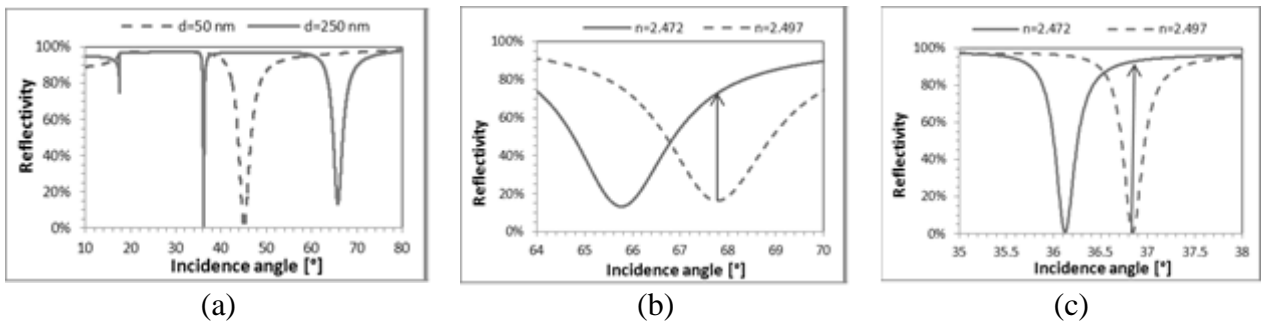 d=50 nm d=250 nm
100%
80%
60%
40%
20%
0%
10 20 30 40 50 60 70 80
Reflectivity
Incidence angle [°]
(a)
n=2.472 n=2.497
100%
80%
60%
40%
20%
0%
64 65 66 67 68 69 70
Reflectivity
Incidence angle [°]
(b)
n=2.472 n=2.497
100%
80%
60%
40%
20%
0%
35 35.5 36 36.5 37 37.5 38
Reflectivity
Incidence angle [°]
(c)